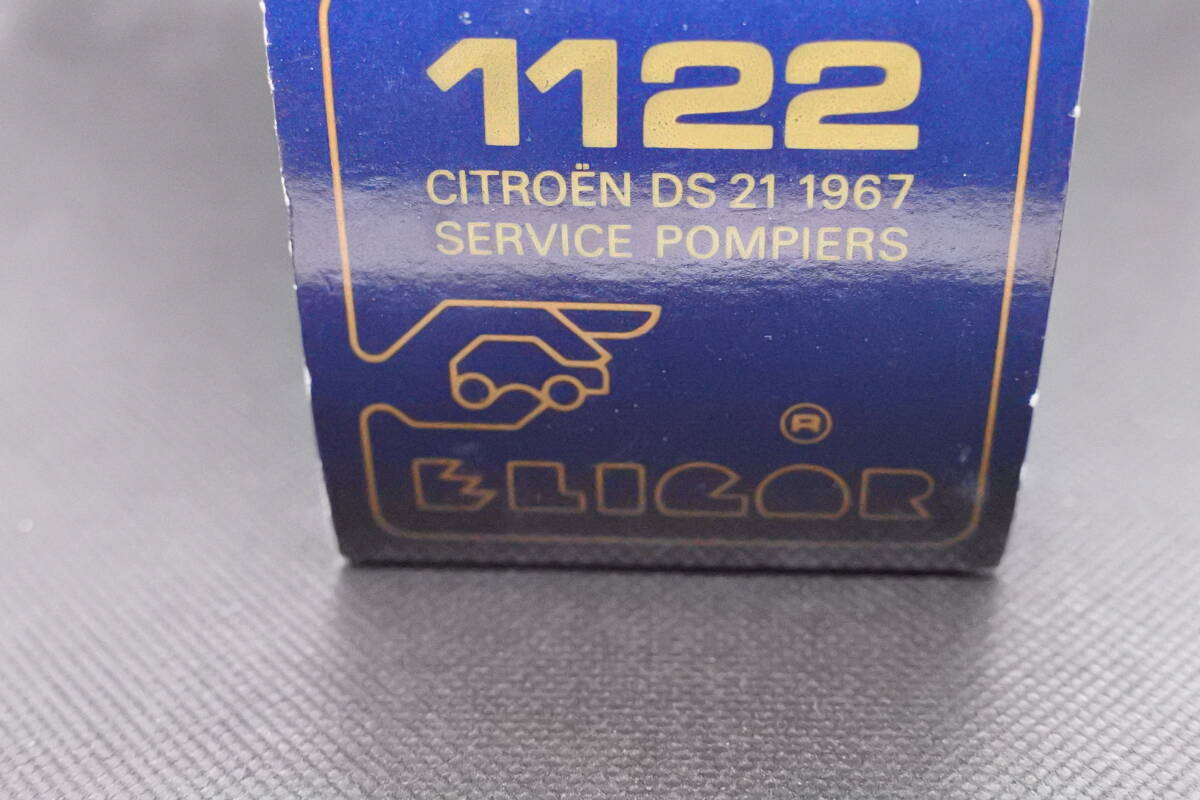 1122
CITROËN DS 21 1967
SERVICE POMPIERS
®
ELIGOR